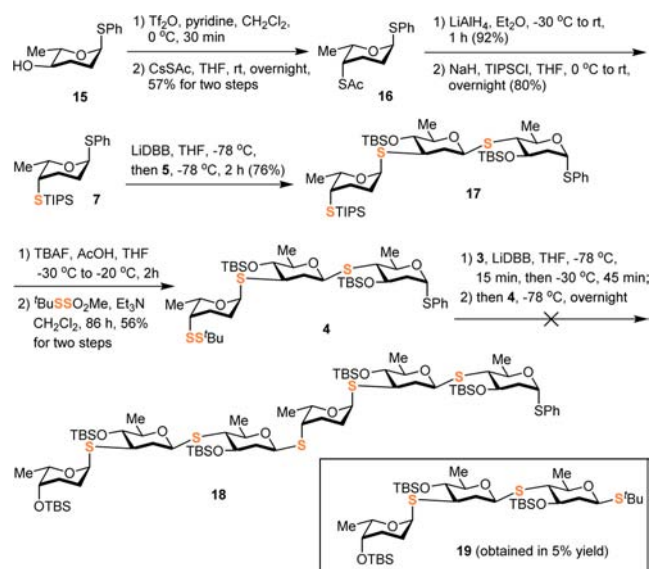 SPh
Me
O
HO
15
1) Tf2O, pyridine, CH2Cl2,
0 °C, 30 min
2) CsSAc, THF, rt, overnight,
57% for two steps
SPh
Me
O
SAc
16
1) LiAlH4, Et2O, -30 °C to rt,
1 h (92%)
2) NaH, TIPSCl, THF, 0 °C to rt,
overnight (80%)
SPh
Me
O
STIPS
7
LiDBB, THF, -78 °C,
then 5, -78 °C, 2 h (76%)
Me
Me
TBSO
O
S
O
S
TBSO
Me
O
SPh
STIPS
17
1) TBAF, AcOH, THF
-30 °C to -20 °C, 2h
2) tBuSSO2Me, Et3N
CH2Cl2, 86 h, 56%
for two steps
Me
Me
TBSO
O
S
O
S
TBSO
Me
O
SPh
SStBu
4
1) 3, LiDBB, THF, -78 °C,
15 min, then -30 °C, 45 min;
2) then 4, -78 °C, overnight
Me
Me
TBSO
O
S
O
Me
Me
Me
S
TBSO
TBSO
O
S
O
O
SPh
S
TBSO
S
Me
O
OTBS
18
Me
Me
TBSO
O
S
O
StBu
S
TBSO
Me
O
OTBS
19 (obtained in 5% yield)